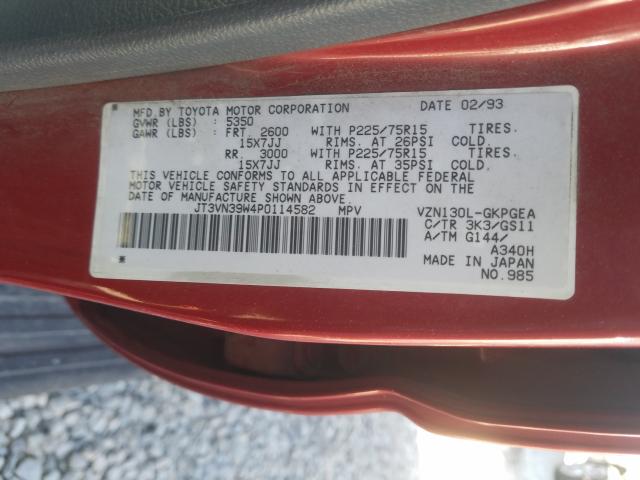 MFD.BY TOYOTA MOTOR CORPORATION DATE 02/93
GVWR (LBS) : 5350
GAWR (LBS) : FRT. 2600 WITH P225/75R15 TIRES.
15X7JJ RIMS. AT 26PSI COLD.
RR. 3000 WITH P225/75R15 TIRES.
15X7JJ RIMS. AT 35PSI COLD.
THIS VEHICLE CONFORMS TO ALL APPLICABLE FEDERAL
MOTOR VEHICLE SAFETY STANDARDS IN EFFECT ON THE
DATE OF MANUFACTURE SHOWN ABOVE.
JT3VN39W4P0114582 MPV VZN130L-GKPGEA
C/TR 3K3/GS11
A/TM G144/
A340H
MADE IN JAPAN
NO.985